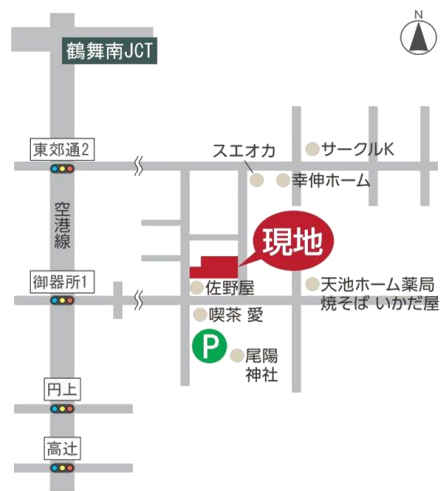 N
鶴舞南JCT
東郊通2
スエオカ
サークルK
幸伸ホーム
空港線
現地
御器所1
佐野屋
天池ホーム薬局
焼そば いかだ屋
喫茶 愛
P
尾陽
神社
円上
高辻